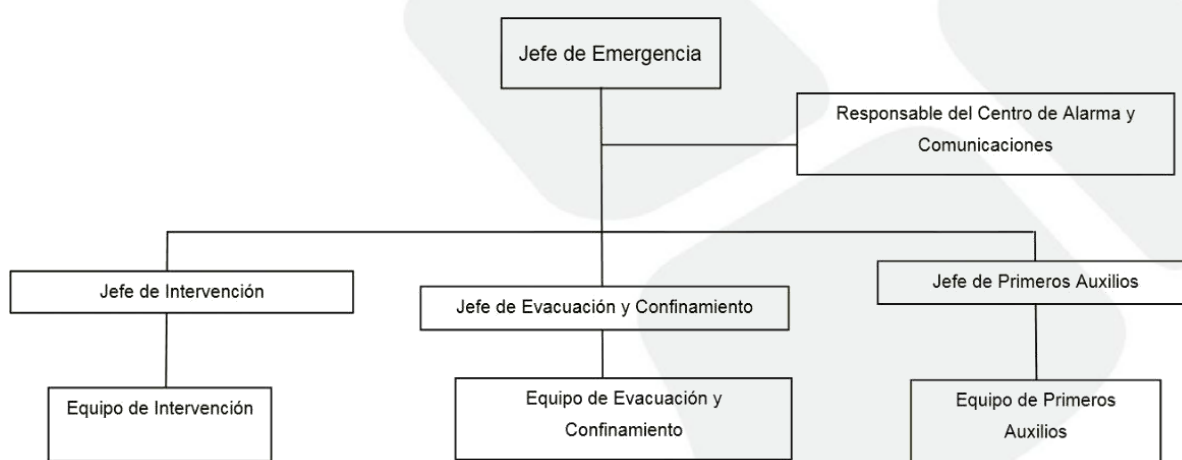 Jefe de Emergencia
Responsable del Centro de Alarma y
Comunicaciones
Jefe de Intervención
Jefe de Evacuación y Confinamiento
Jefe de Primeros Auxilios
Equipo de Intervención
Equipo de Evacuación y
Confinamiento
Equipo de Primeros
Auxilios